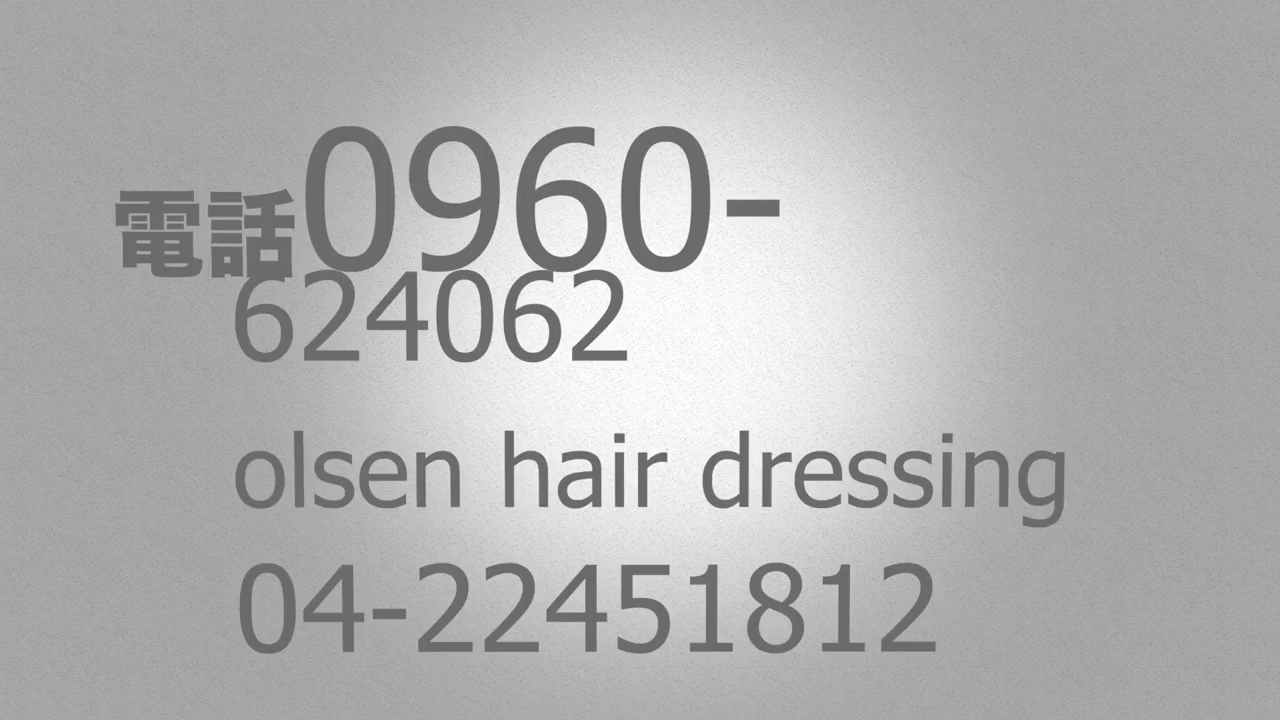 電話0960-
624062
olsen hair dressing
04-22451812